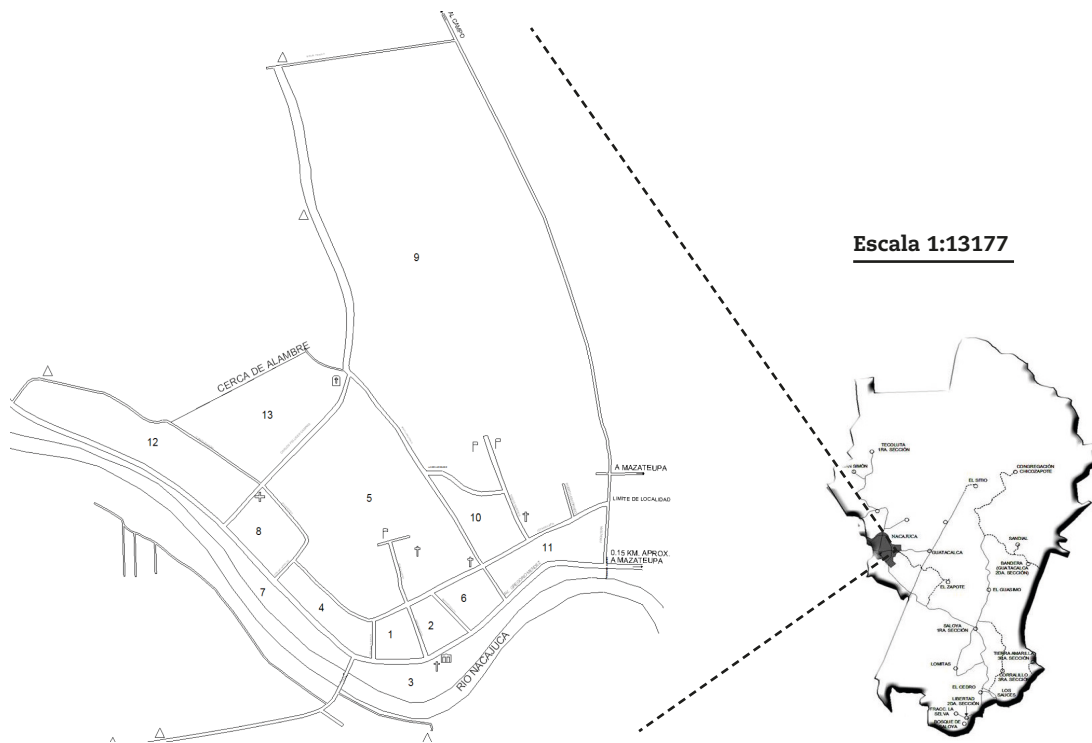 AL CAMPO
9
Escala 1:13177
CERCA DE ALAMBRE
13
12
5
A MAZATEUPA
LIMITE DE LOCALIDAD
10
8
11
0.15 KM. APROX.
A MAZATEUPA
7
4
6
1
2
3
RIO NACAJUCA
TECOLUTA
1RA. SECCIÓN
SIMÓN
CONGREGACIÓN
CHICOZAPOTE
EL SITIO
NACAJUCA
SANDIAL
GUATACALCA
BANDERA
(GUATACALCA
2DA. SECCIÓN)
EL ZAPOTE
EL GUASIMO
SALOYA
1RA. SECCIÓN
TIERRA AMARILLA
3RA. SECCIÓN
LOMITAS
CORRALILLO
3RA. SECCIÓN
EL CEDRO
LOS
SAUCES
LIBERTAD
2DA. SECCIÓN
FRACC. LA
SELVA
BOSQUE DE
SALOYA